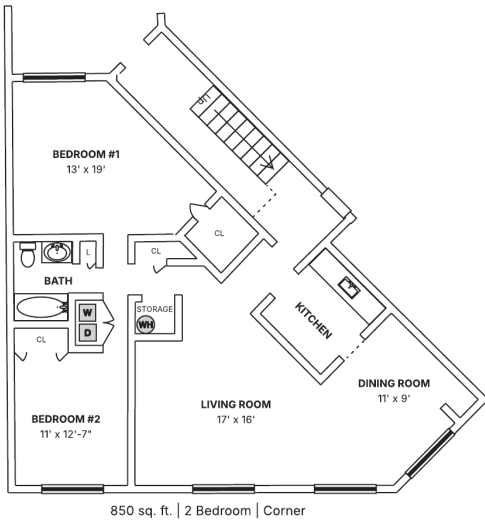 UP
BEDROOM #1
13' x 19'
CL
CL
L
BATH
W
D
STORAGE
WH
CL
KITCHEN
DINING ROOM
11' x 9'
LIVING ROOM
17' x 16'
BEDROOM #2
11' x 12'-7"
850 sq. ft. | 2 Bedroom | Corner